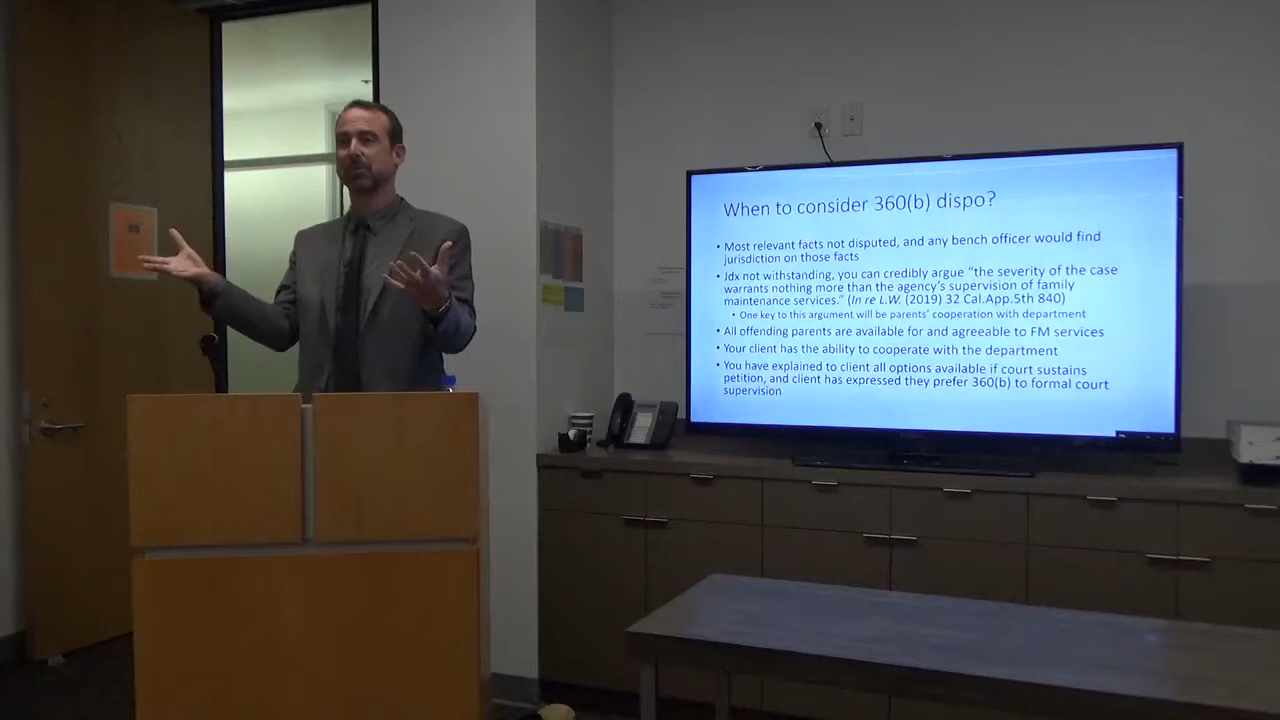 When to consider 360(b) dispo?
• Most relevant facts not disputed, and any bench officer would find
jurisdiction on those facts
• Jdx not withstanding, you can credibly argue “the severity of the case
warrants nothing more than the agency’s supervision of family
maintenance services.” (In re L.W. (2019) 32 Cal.App.5th 840)
• One key to this argument will be parents’ cooperation with department
• All offending parents are available for and agreeable to FM services
• Your client has the ability to cooperate with the department
• You have explained to client all options available if court sustains
petition, and client has expressed they prefer 360(b) to formal court
supervision